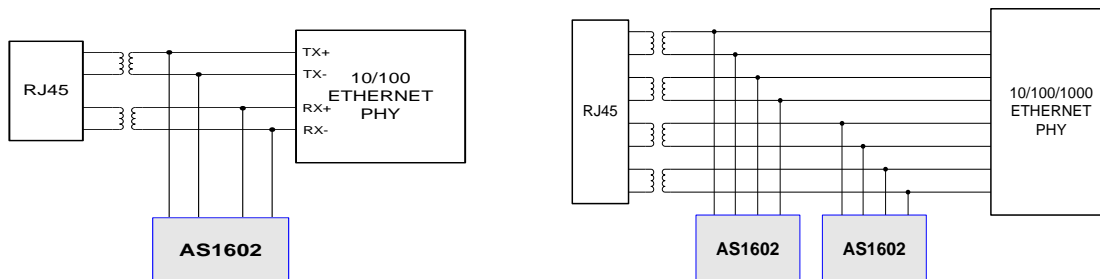 RJ45
TX+
TX-
RX+
RX-
10/100
ETHERNET
PHY
AS1602
RJ45
10/100/1000
ETHERNET
PHY
AS1602
AS1602